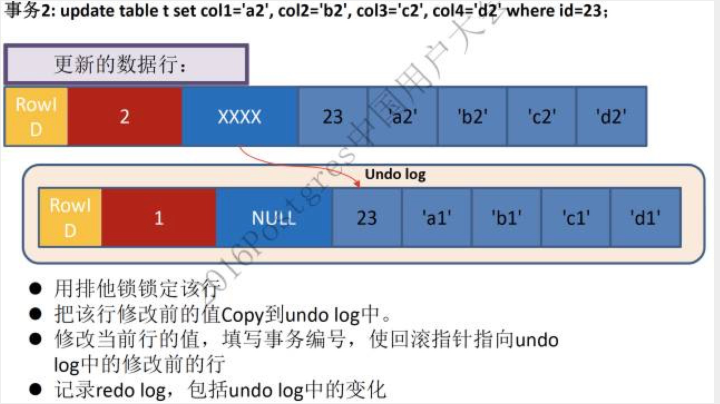 事务2: update table t set col1='a2', col2='b2', col3='c2', col4='d2' where id=23;
更新的数据行：
RowI
D
2
XXXX
23
'a2'
'b2'
'c2'
'd2'
Undo log
RowI
D
1
NULL
23
'a1'
'b1'
'c1'
'd1'
● 用排他锁锁定该行
● 把该行修改前的值Copy到undo log中。
● 修改当前行的值，填写事务编号，使回滚指针指向undo
log中的修改前的行
● 记录redo log，包括undo log中的变化
2016Postgres中国用户大会